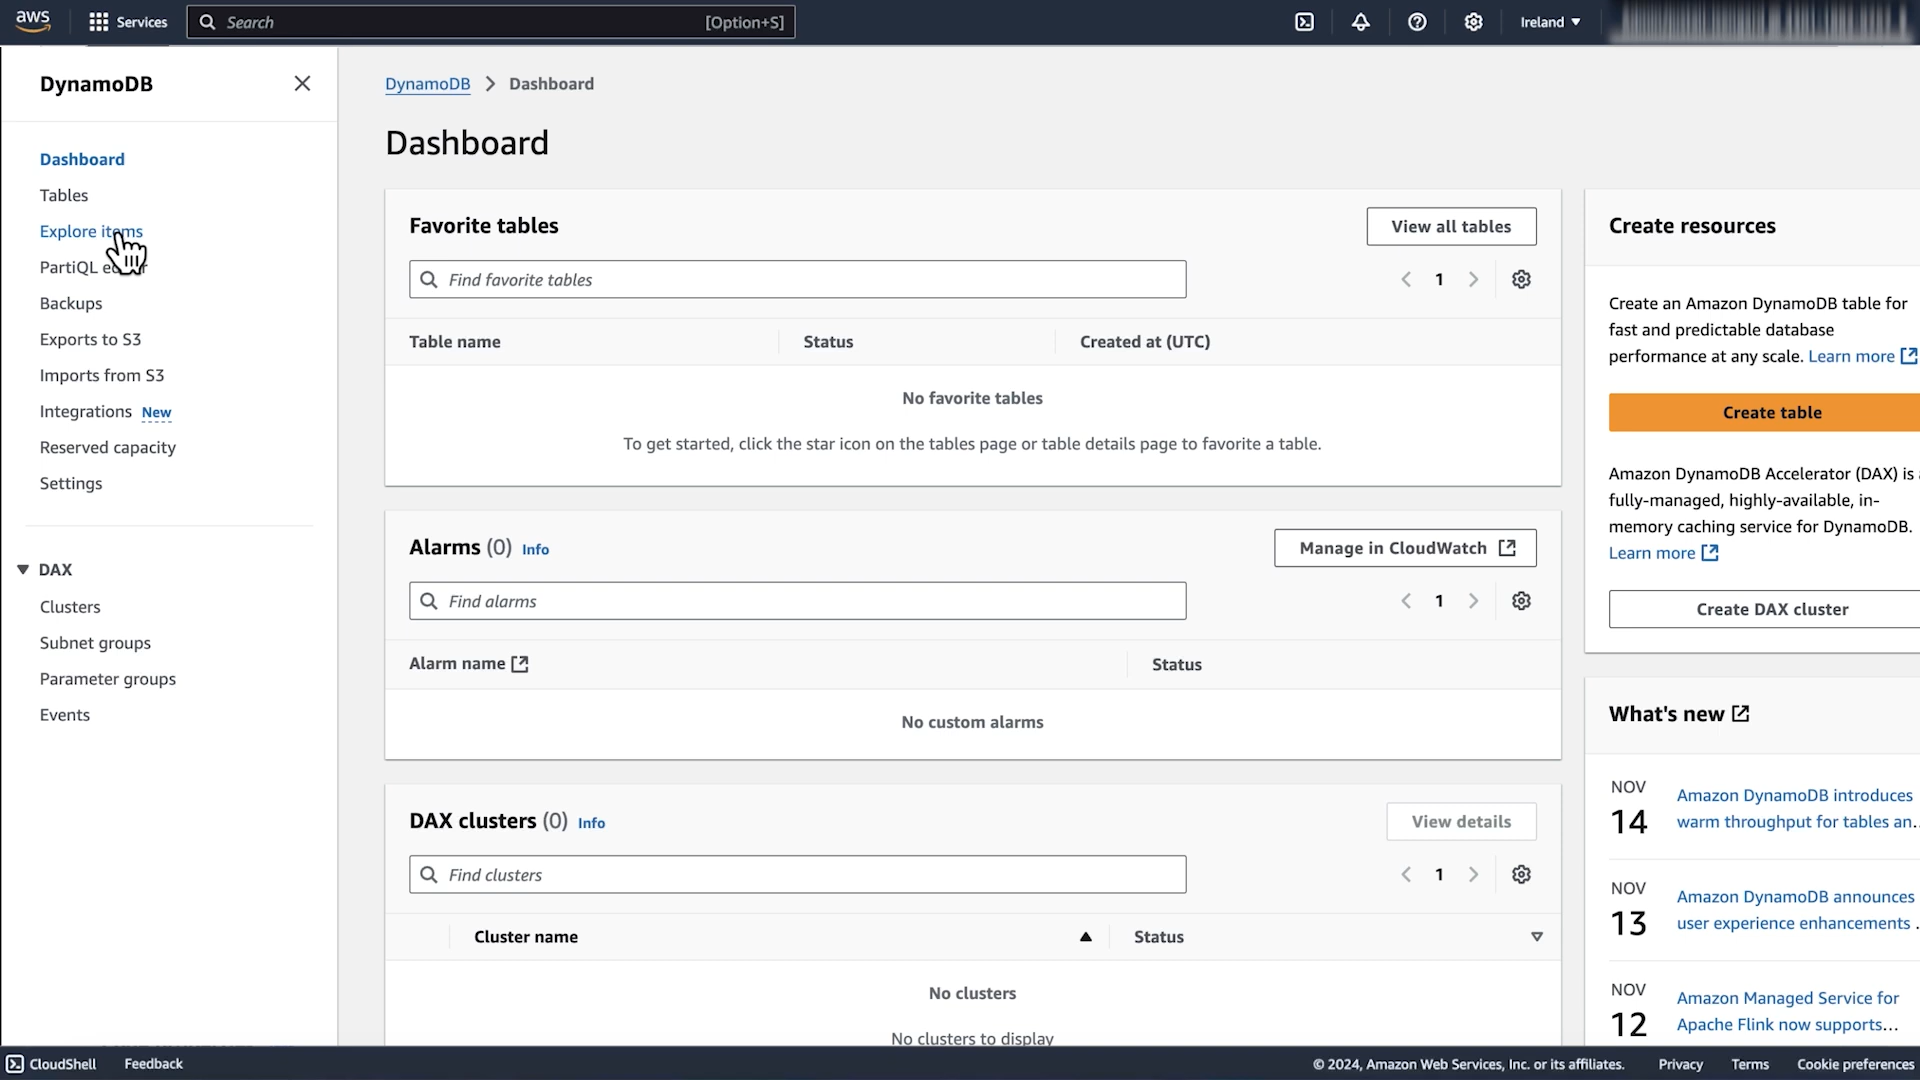 aws
Services
Search
[Option+S]
Ireland ▼
DynamoDB
Dashboard
Tables
Explore items
PartiQL editor
Backups
Exports to S3
Imports from S3
Integrations New
Reserved capacity
Settings
▼ DAX
Clusters
Subnet groups
Parameter groups
Events
DynamoDB > Dashboard
Dashboard
Favorite tables
View all tables
Find favorite tables
1
Table name
Status
Created at (UTC)
No favorite tables
To get started, click the star icon on the tables page or table details page to favorite a table.
Alarms (0) Info
Manage in CloudWatch
Find alarms
1
Alarm name
Status
No custom alarms
DAX clusters (0) Info
View details
Find clusters
1
Cluster name
Status
No clusters
No clusters to display
Create resources
Create an Amazon DynamoDB table for
fast and predictable database
performance at any scale. Learn more
Create table
Amazon DynamoDB Accelerator (DAX) is a
fully-managed, highly-available, in-
memory caching service for DynamoDB.
Learn more
Create DAX cluster
What's new
NOV
14
Amazon DynamoDB introduces
warm throughput for tables an...
NOV
13
Amazon DynamoDB announces
user experience enhancements ...
NOV
12
Amazon Managed Service for
Apache Flink now supports...
CloudShell
Feedback
© 2024, Amazon Web Services, Inc. or its affiliates.
Privacy
Terms
Cookie preferences